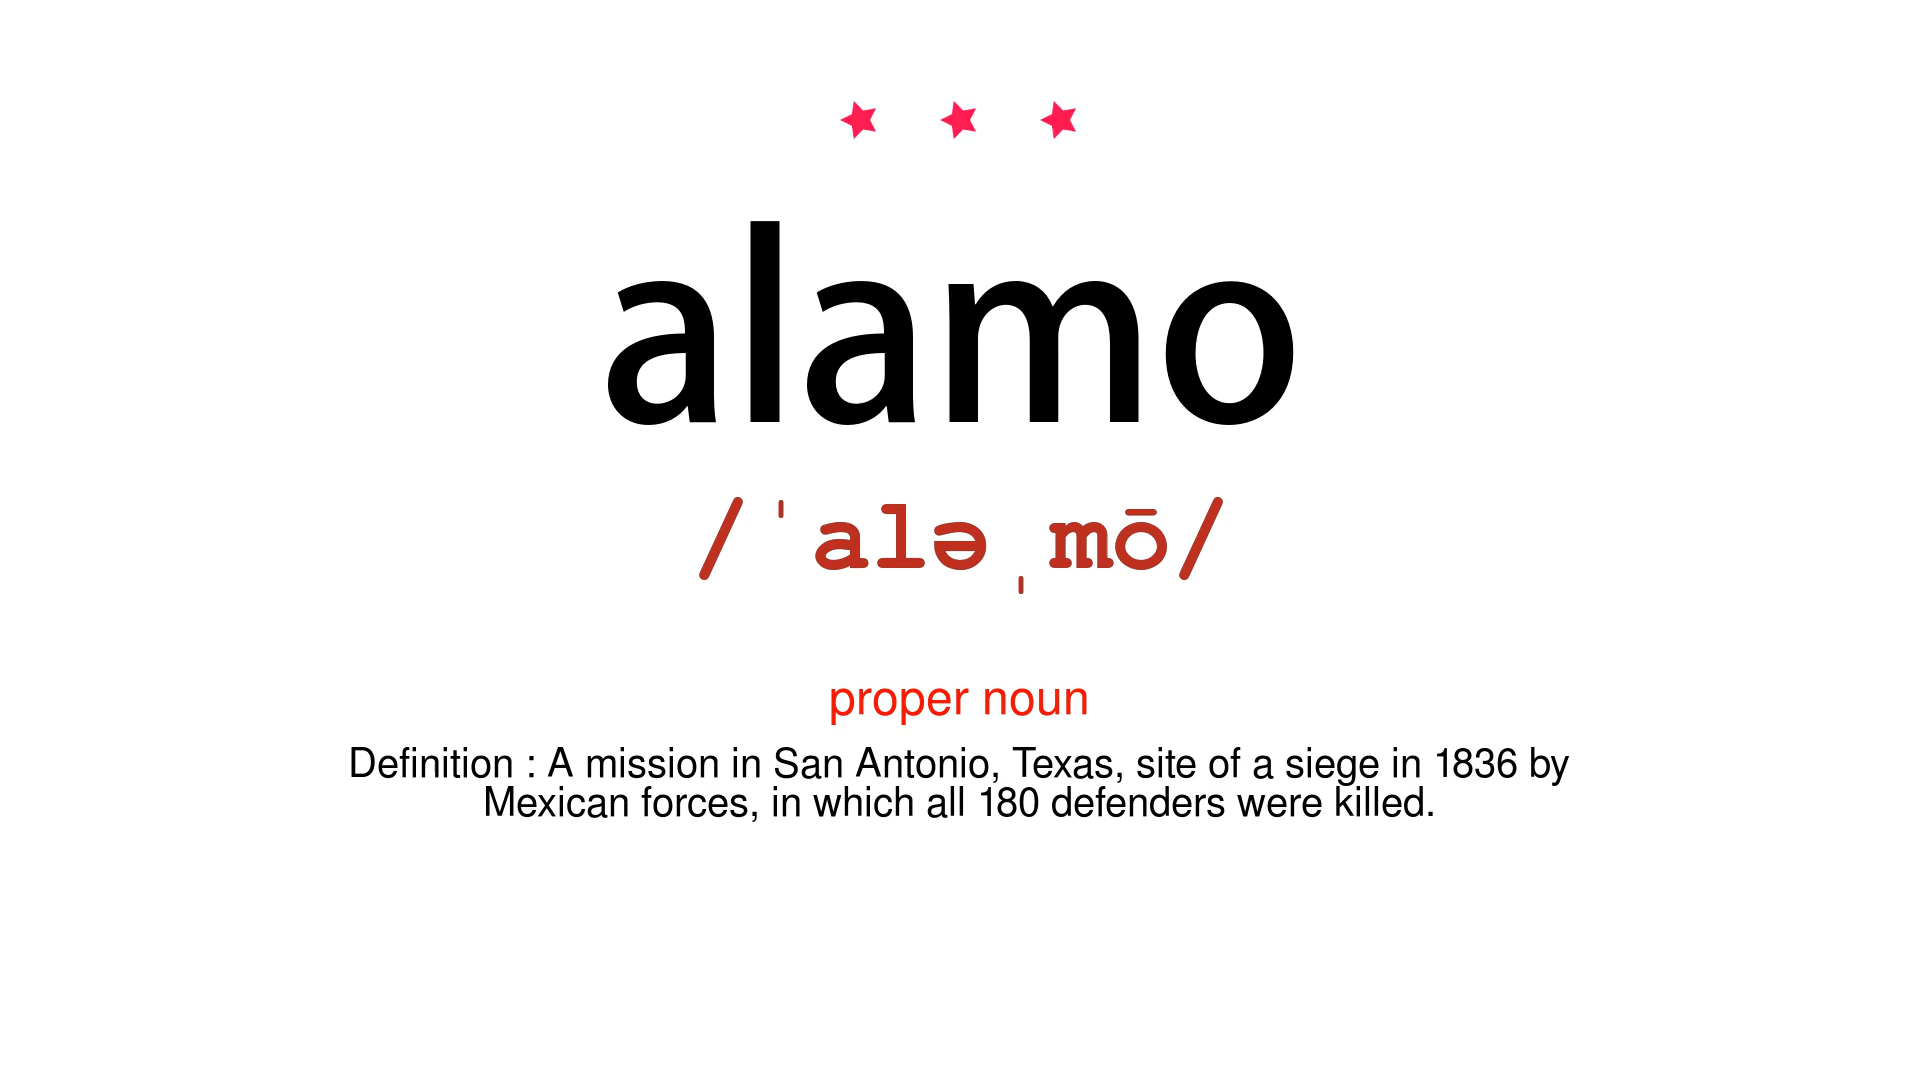 alamo
/ˈaləˌmō/
proper noun
Definition : A mission in San Antonio, Texas, site of a siege in 1836 by
Mexican forces, in which all 180 defenders were killed.